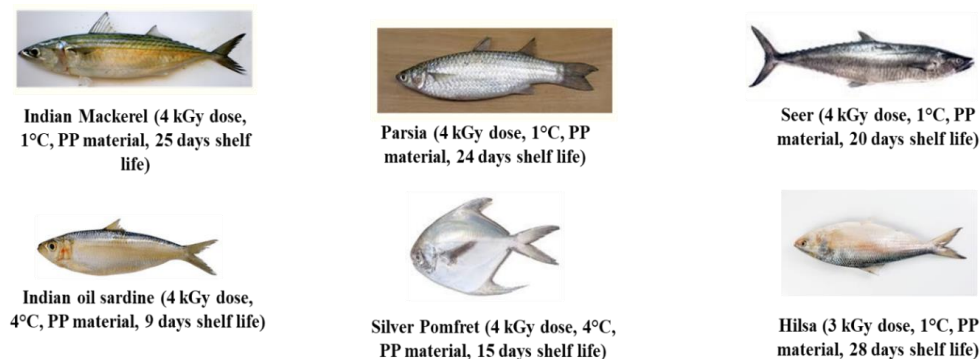 Indian Mackerel (4 kGy dose,
1°C, PP material, 25 days shelf
life)
Parsia (4 kGy dose, 1°C, PP
material, 24 days shelf life)
Seer (4 kGy dose, 1°C, PP
material, 20 days shelf life)
Indian oil sardine (4 kGy dose,
4°C, PP material, 9 days shelf life)
Silver Pomfret (4 kGy dose, 4°C,
PP material, 15 days shelf life)
Hilsa (3 kGy dose, 1°C, PP
material, 28 days shelf life)